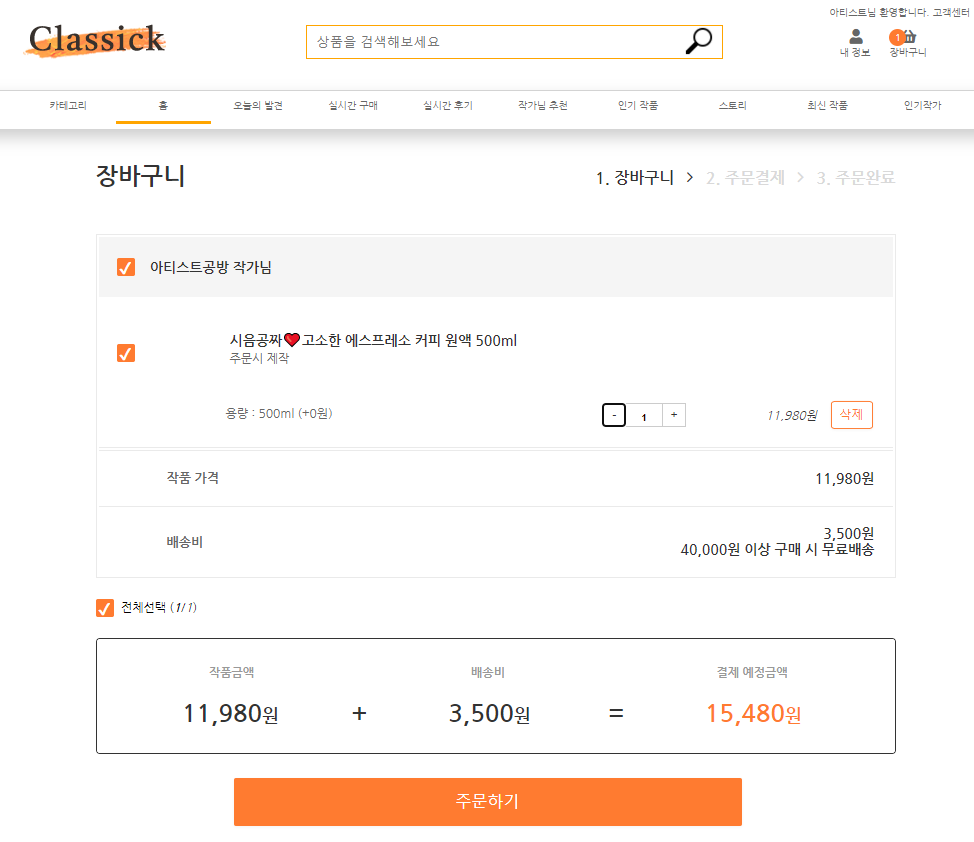 아티스트님 환영합니다. 고객센터
Classick
상품을 검색해보세요
1
내 정보
장바구니
카테고리
홈
오늘의 발견
실시간 구매
실시간 후기
작가님 추천
인기 작품
스토리
최신 작품
인기작가
장바구니
1. 장바구니 > 2. 주문결제 > 3. 주문완료
아티스트공방 작가님
시음공짜❤고소한 에스프레소 커피 원액 500ml
주문시 제작
용량 : 500ml (+0원)
- 1 +
11,980원
삭제
작품 가격
11,980원
배송비
3,500원
40,000원 이상 구매 시 무료배송
전체선택 (1/1)
작품금액
배송비
결제 예정금액
11,980원 + 3,500원 = 15,480원
주문하기